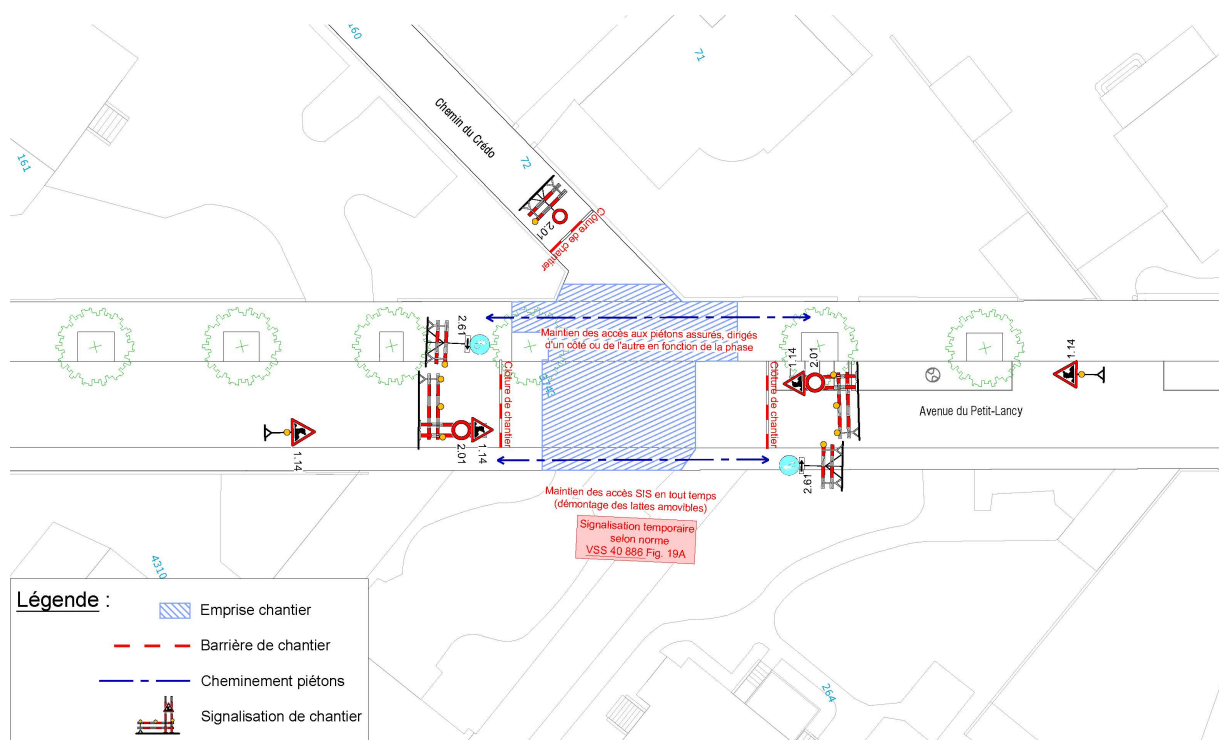 160
71
161
Chemin du Crédo
72
2.01
Clôture de chantier
2.61
Maintien des accès aux piétons assurés, dirigés
d'un côté ou de l'autre en fonction de la phase
1.14
2.01
1.14
Clôture de chantier
Clôture de chantier
Avenue du Petit-Lancy
1.14
2.01
1.14
2.61
Maintien des accès SIS en tout temps
(démontage des lattes amovibles)
Signalisation temporaire
selon norme
VSS 40 886 Fig. 19A
4310
264
Légende :
Emprise chantier
Barrière de chantier
Cheminement piétons
Signalisation de chantier